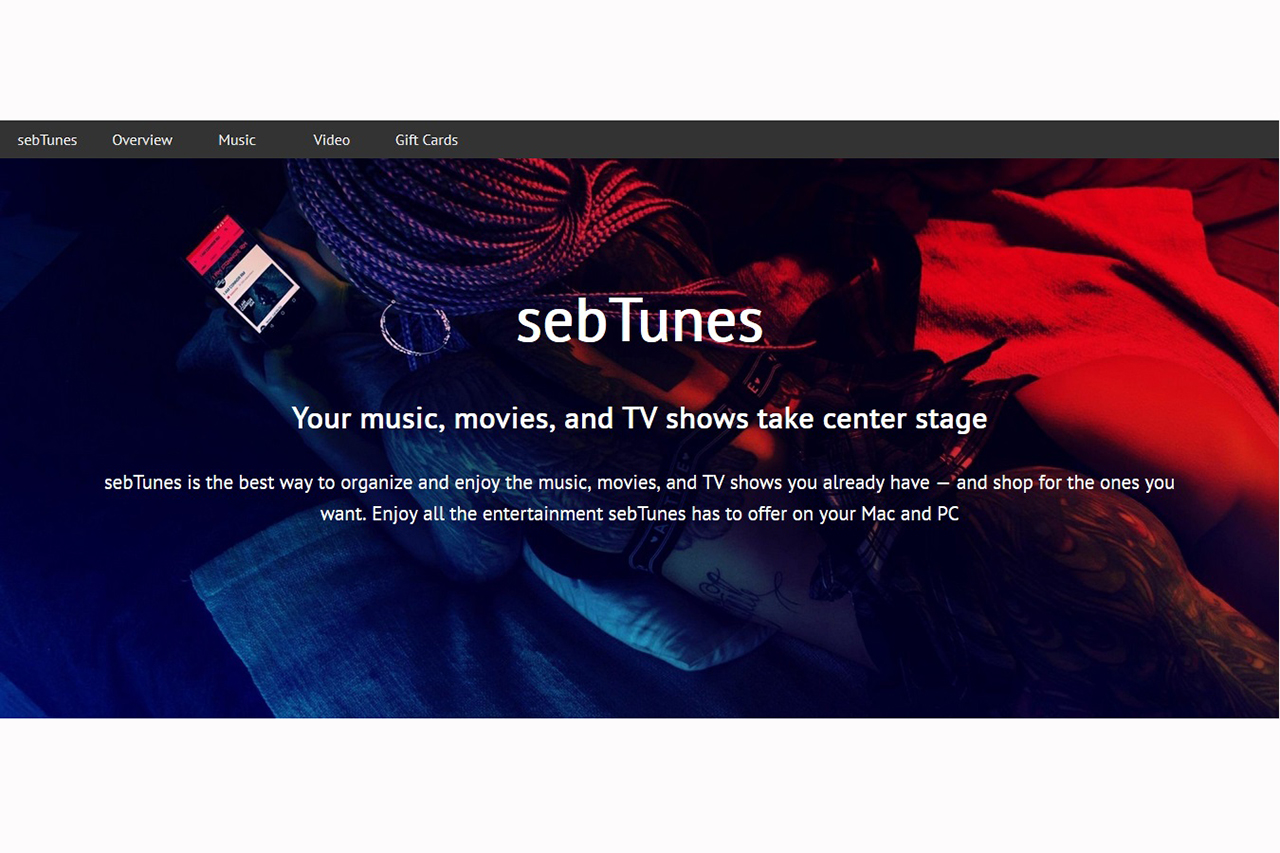 sebTunes Overview Music Video Gift Cards
sebTunes
Your music, movies, and TV shows take center stage
sebTunes is the best way to organize and enjoy the music, movies, and TV shows you already have — and shop for the ones you
want. Enjoy all the entertainment sebTunes has to offer on your Mac and PC